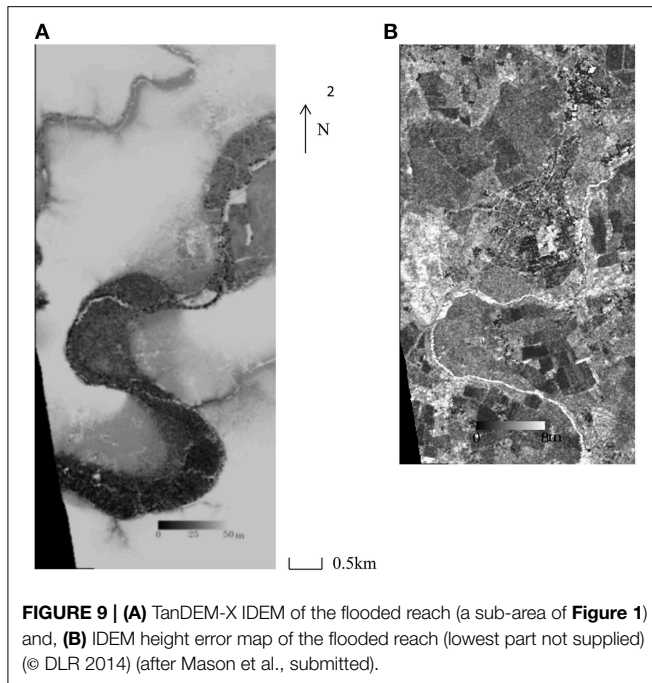 A
B
2
N
0
25
50 m
0
8m
0.5km
FIGURE 9 | (A) TanDEM-X IDEM of the flooded reach (a sub-area of Figure 1)
and, (B) IDEM height error map of the flooded reach (lowest part not supplied)
(© DLR 2014) (after Mason et al., submitted).